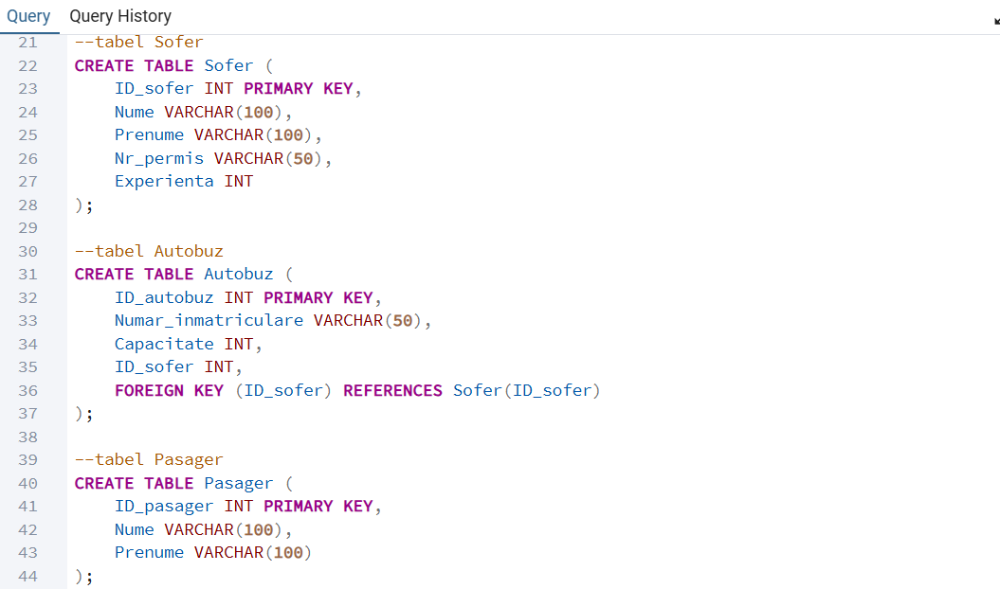 Query Query History
21 --tabel Sofer
22 CREATE TABLE Sofer (
23 ID_sofer INT PRIMARY KEY,
24 Nume VARCHAR(100),
25 Prenume VARCHAR(100),
26 Nr_permis VARCHAR(50),
27 Experienta INT
28 );
29
30 --tabel Autobuz
31 CREATE TABLE Autobuz (
32 ID_autobuz INT PRIMARY KEY,
33 Numar_inmatriculare VARCHAR(50),
34 Capacitate INT,
35 ID_sofer INT,
36 FOREIGN KEY (ID_sofer) REFERENCES Sofer(ID_sofer)
37 );
38
39 --tabel Pasager
40 CREATE TABLE Pasager (
41 ID_pasager INT PRIMARY KEY,
42 Nume VARCHAR(100),
43 Prenume VARCHAR(100)
44 );